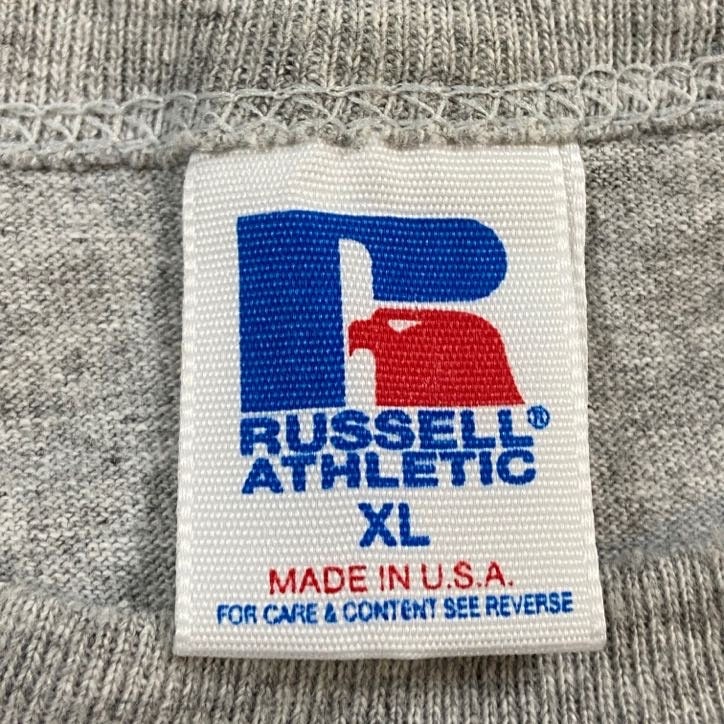 RUSSELL®
ATHLETIC
XL
MADE IN U.S.A.
FOR CARE & CONTENT SEE REVERSE